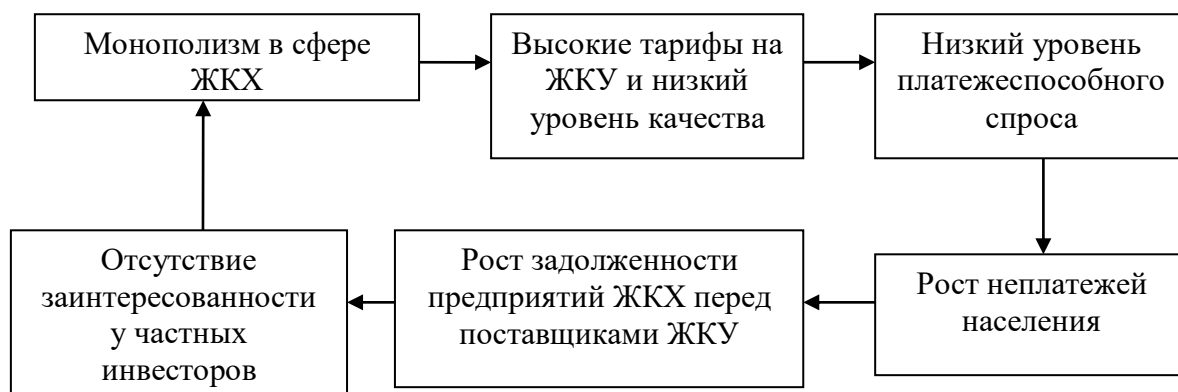 Монополизм в сфере
ЖКХ
Высокие тарифы на
ЖКУ и низкий
уровень качества
Низкий уровень
платежеспособного
спроса
Рост неплатежей
населения
Рост задолженности
предприятий ЖКХ перед
поставщиками ЖКУ
Отсутствие
заинтересованности
у частных
инвесторов